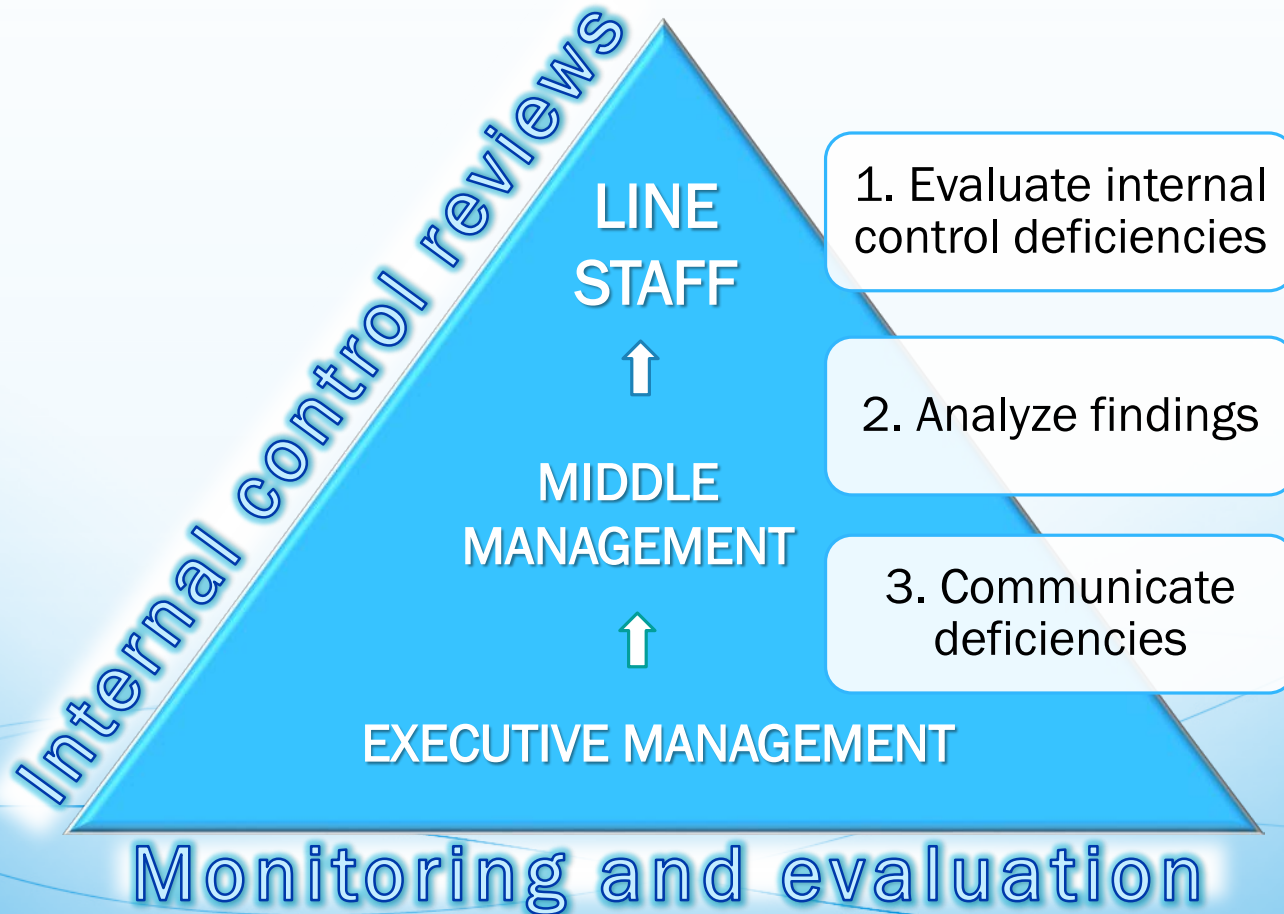 Internal control reviews
LINE
STAFF
MIDDLE
MANAGEMENT
EXECUTIVE MANAGEMENT
1. Evaluate internal
control deficiencies
2. Analyze findings
3. Communicate
deficiencies
Monitoring and evaluation